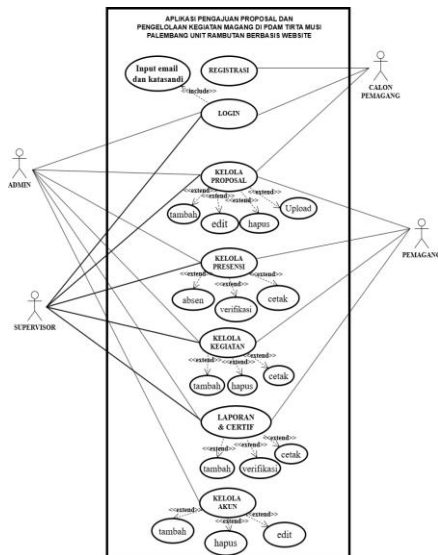 APLIKASI PENGAJUAN PROPOSAL DAN
PENGELOLAAN KEGIATAN MAGANG DI PDAM TIRTA MUSI
PALEMBANG UNIT RAMBUTAN BERBASIS WEBSITE
Input email
dan katasandi
REGISTRASI
<<include>>
LOGIN
CALON
PEMAGANG
ADMIN
KELOLA
PROPOSAL
<<extend>>
<<extend>>
<<extend>>
<<extend>>
tambah
edit
hapus
Upload
PEMAGANG
KELOLA
PRESENSI
<<extend>>
<<extend>>
<<extend>>
absen
verifikasi
cetak
SUPERVISOR
KELOLA
KEGIATAN
<<extend>>
<<extend>>
<<extend>>
tambah
hapus
cetak
LAPORAN
& CERTIF
<<extend>>
<<extend>>
<<extend>>
tambah
verifikasi
cetak
KELOLA
AKUN
<<extend>>
<<extend>>
<<extend>>
tambah
hapus
edit